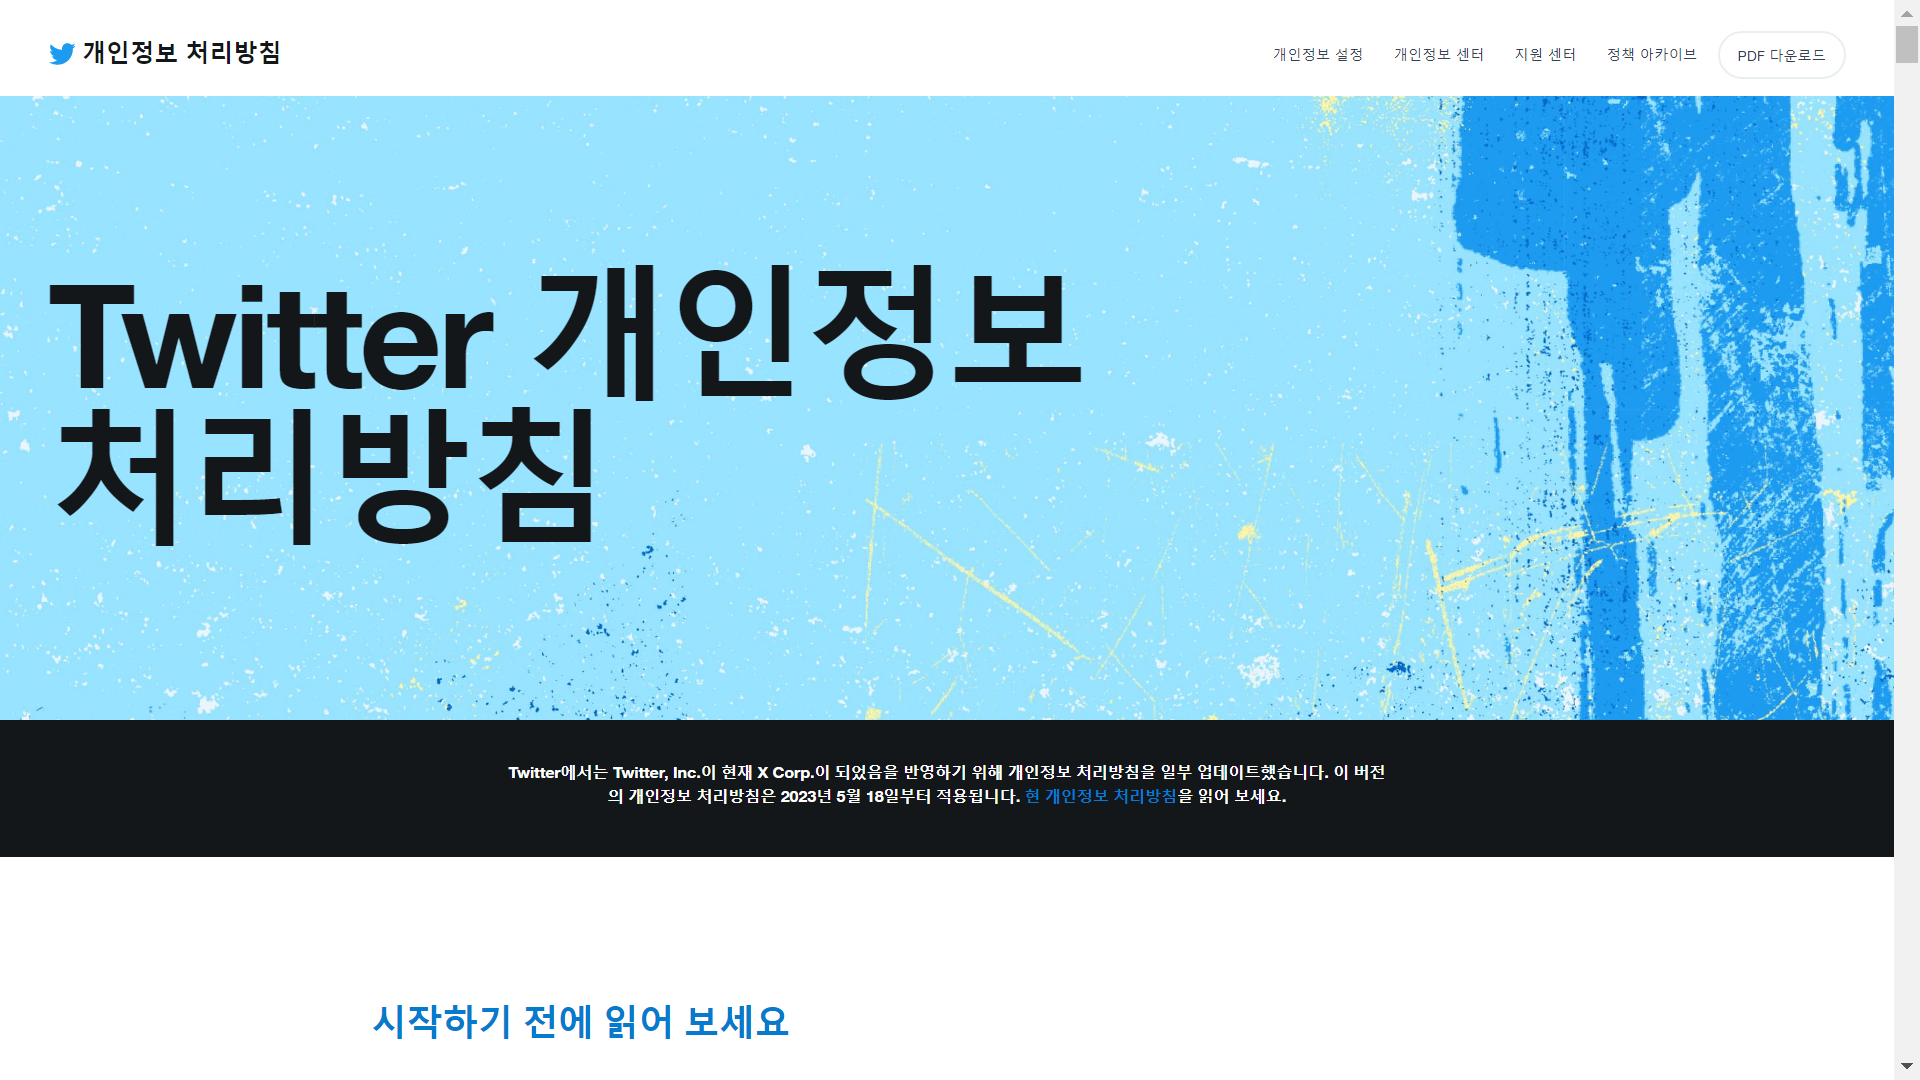 개인정보 처리방침
개인정보 설정
개인정보 센터
지원 센터
정책 아카이브
PDF 다운로드
Twitter 개인정보
처리방침
Twitter에서는 Twitter, Inc.이 현재 X Corp.이 되었음을 반영하기 위해 개인정보 처리방침을 일부 업데이트했습니다. 이 버전
의 개인정보 처리방침은 2023년 5월 18일부터 적용됩니다. 현 개인정보 처리방침을 읽어 보세요.
시작하기 전에 읽어 보세요